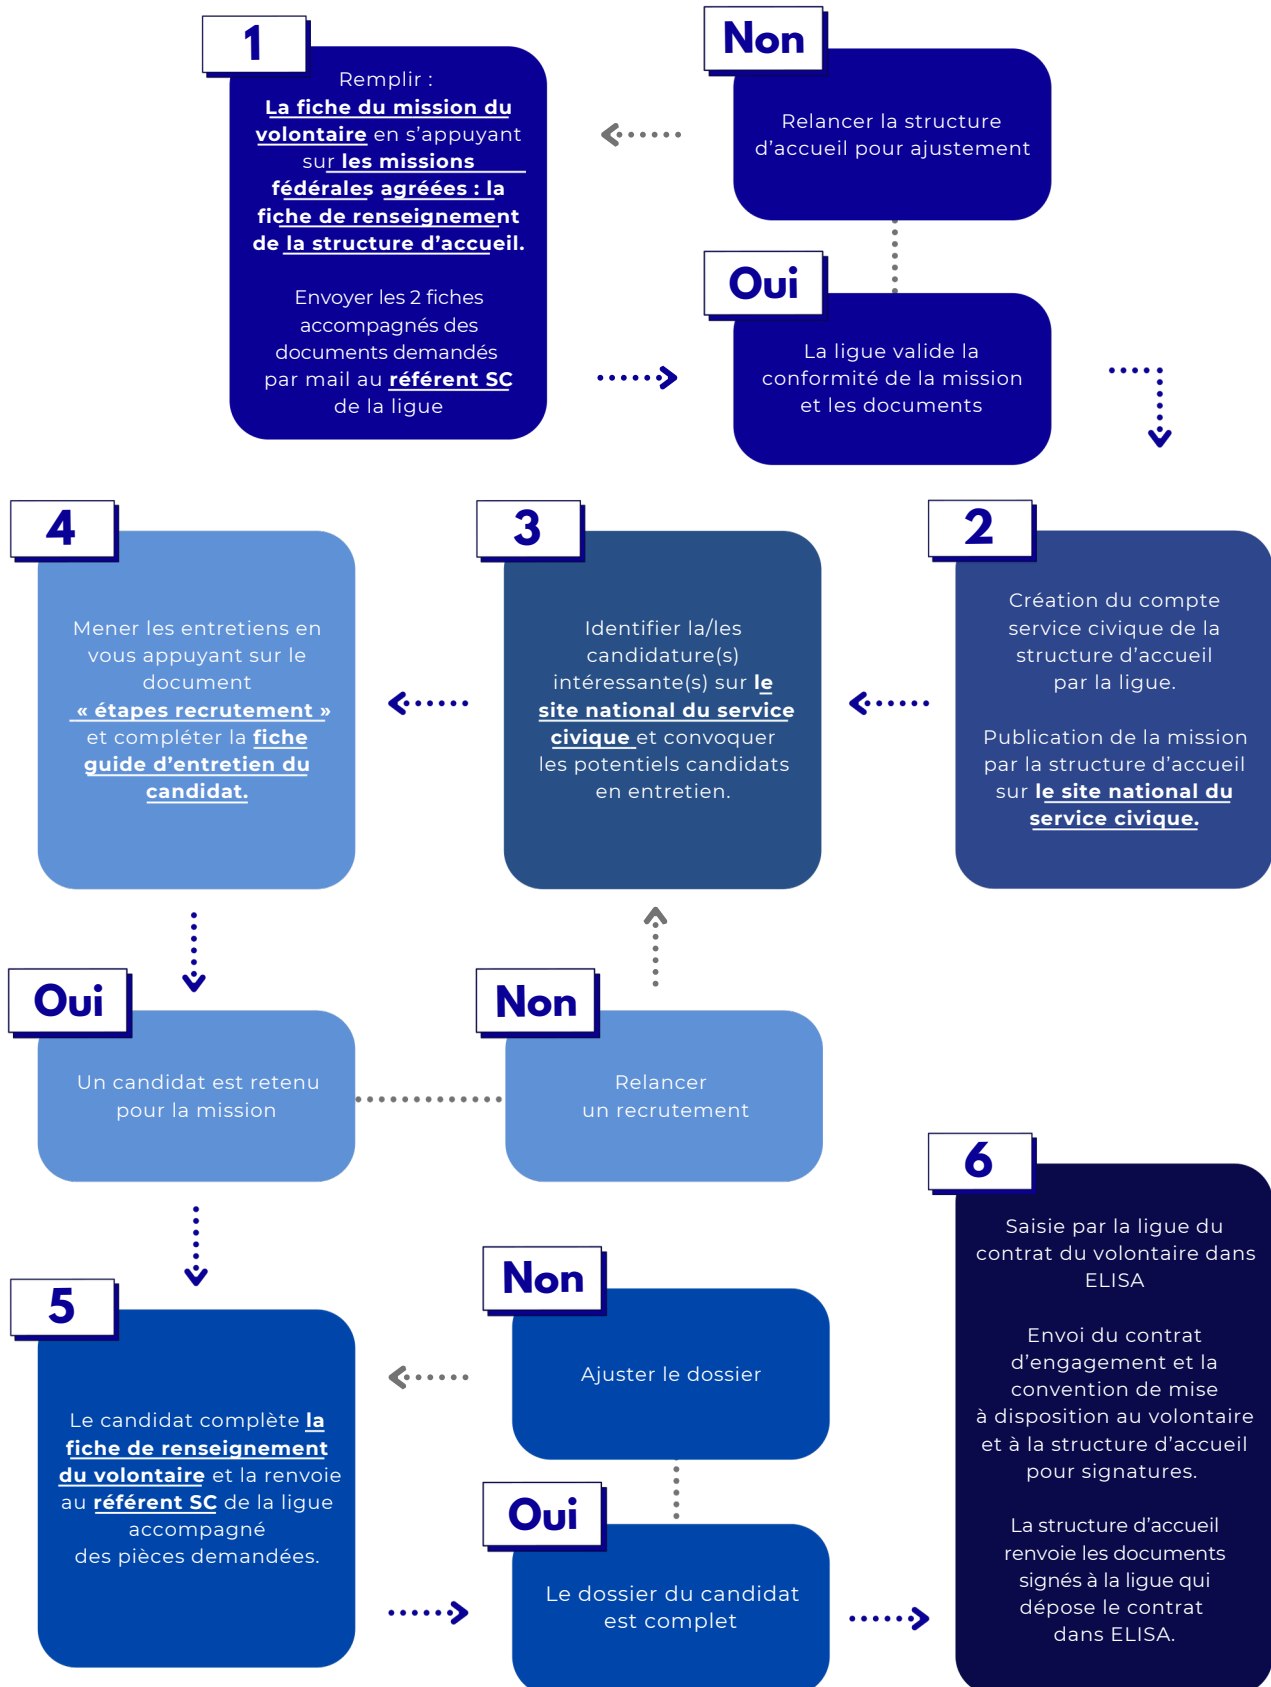 1
Remplir :
La fiche du mission du
volontaire en s'appuyant
sur les missions
fédérales agréées : la
fiche de renseignement
de la structure d'accueil.
Envoyer les 2 fiches
accompagnés des
documents demandés
par mail au référent SC
de la ligue
Non
Relancer la structure
d'accueil pour ajustement
Oui
La ligue valide la
conformité de la mission
et les documents
2
Création du compte
service civique de la
structure d'accueil
par la ligue.
Publication de la mission
par la structure d'accueil
sur le site national du
service civique.
3
Identifier la/les
candidature(s)
intéressante(s) sur le
site national du service
civique et convoquer
les potentiels candidats
en entretien.
4
Mener les entretiens en
vous appuyant sur le
document
« étapes recrutement »
et compléter la fiche
guide d'entretien du
candidat.
Oui
Un candidat est retenu
pour la mission
Non
Relancer
un recrutement
5
Le candidat complète la
fiche de renseignement
du volontaire et la renvoie
au référent SC de la ligue
accompagné
des pièces demandées.
Non
Ajuster le dossier
Oui
Le dossier du candidat
est complet
6
Saisie par la ligue du
contrat du volontaire dans
ELISA
Envoi du contrat
d'engagement et la
convention de mise
à disposition au volontaire
et à la structure d'accueil
pour signatures.
La structure d'accueil
renvoie les documents
signés à la ligue qui
dépose le contrat
dans ELISA.